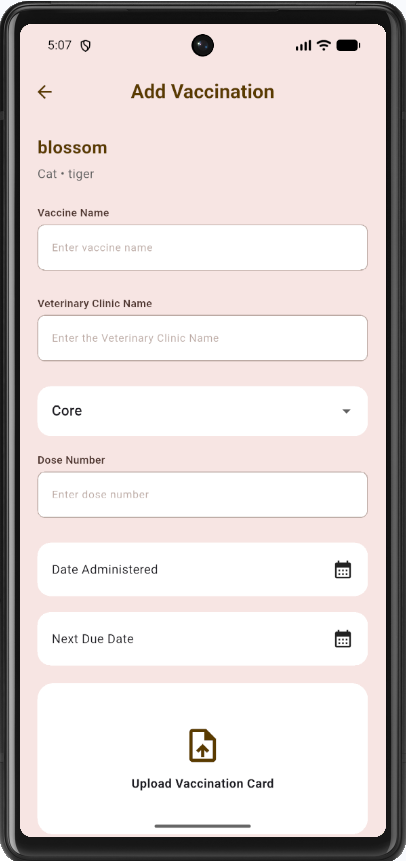 5:07
Add Vaccination
blossom
Cat • tiger
Vaccine Name
Enter vaccine name
Veterinary Clinic Name
Enter the Veterinary Clinic Name
Core
Dose Number
Enter dose number
Date Administered
Next Due Date
Upload Vaccination Card